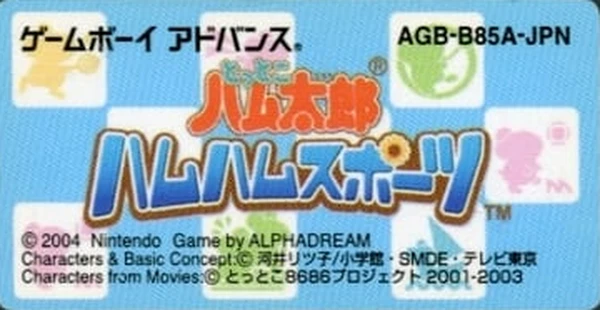 ゲームボーイ アドバンス®
AGB-B85A-JPN
とっとこ
ハム太郎®
ハムハムスポーツ™
© 2004 Nintendo Game by ALPHADREAM
Characters & Basic Concept:© 河井リツ子/小学館・SMDE・テレビ東京
Characters from Movies:© とっとこ8686プロジェクト 2001-2003